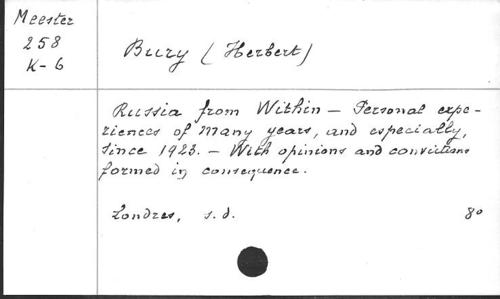 Meester
258
K-6
Bury (Herbert)
Russia from Within - Personal expe-
riences of many years, and especially,
since 1923. - With opinions and convictions
formed in consequence.
Londres, s.d. 8º